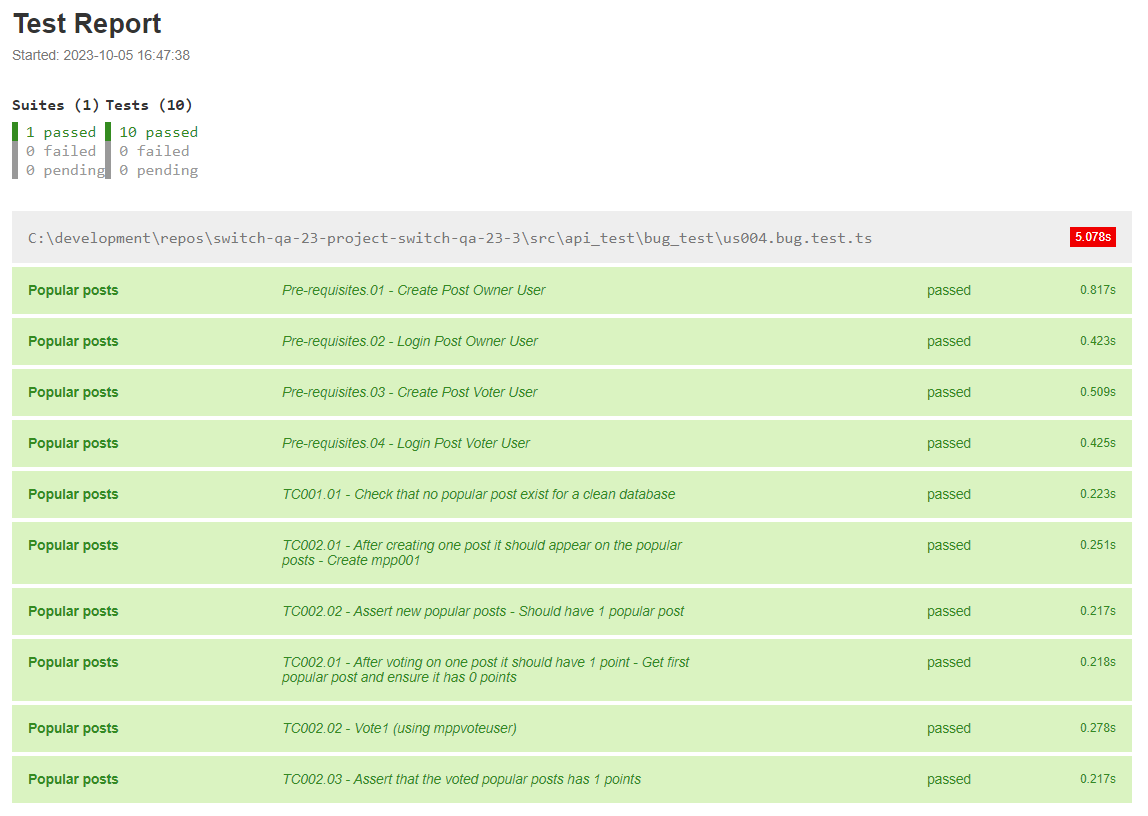 Test Report
Started: 2023-10-05 16:47:38
Suites (1) Tests (10)
1 passed 10 passed
0 failed 0 failed
0 pending 0 pending
C:\development\repos\switch-qa-23-project-switch-qa-23-3\src\api_test\bug_test\us004.bug.test.ts 5.078s
Popular posts Pre-requisites.01 - Create Post Owner User passed 0.817s
Popular posts Pre-requisites.02 - Login Post Owner User passed 0.423s
Popular posts Pre-requisites.03 - Create Post Voter User passed 0.509s
Popular posts Pre-requisites.04 - Login Post Voter User passed 0.425s
Popular posts TC001.01 - Check that no popular post exist for a clean database passed 0.223s
Popular posts TC002.01 - After creating one post it should appear on the popular passed 0.251s
posts - Create mpp001
Popular posts TC002.02 - Assert new popular posts - Should have 1 popular post passed 0.217s
Popular posts TC002.01 - After voting on one post it should have 1 point - Get first passed 0.218s
popular post and ensure it has 0 points
Popular posts TC002.02 - Vote1 (using mppvoteuser) passed 0.278s
Popular posts TC002.03 - Assert that the voted popular posts has 1 points passed 0.217s